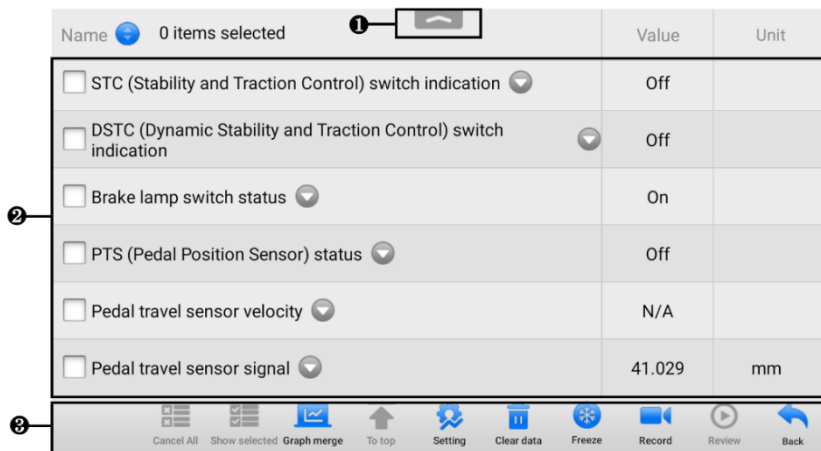 ❶
Name 0 items selected Value Unit
STC (Stability and Traction Control) switch indication Off
DSTC (Dynamic Stability and Traction Control) switch
indication Off
❷
Brake lamp switch status On
PTS (Pedal Position Sensor) status Off
Pedal travel sensor velocity N/A
Pedal travel sensor signal 41.029 mm
❸
Cancel All Show selected Graph merge To top Setting Clear data Freeze Record Review Back